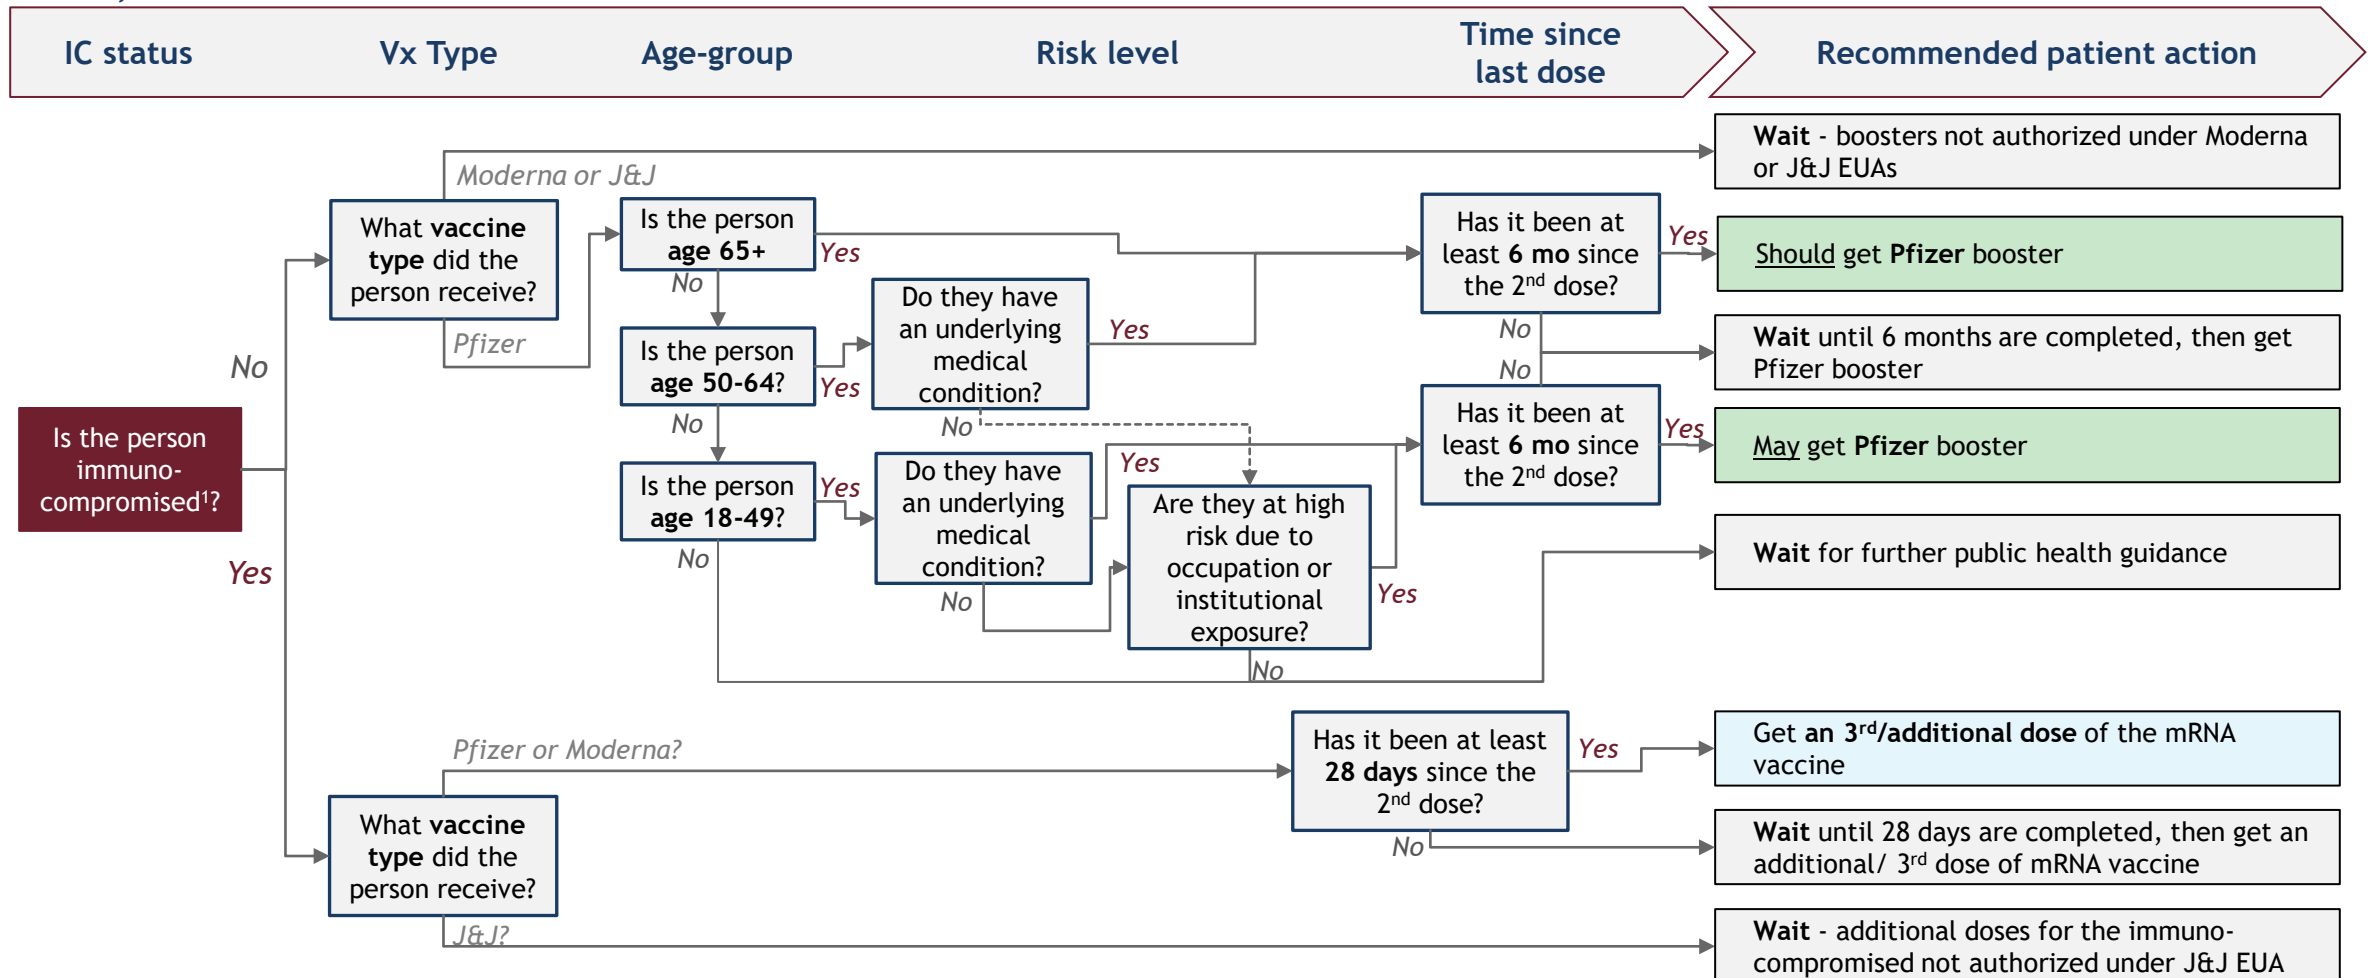 IC status
Vx Type
Age-group
Risk level
Time since
last dose
Recommended patient action
Moderna or J&J
Wait - boosters not authorized under Moderna
or J&J EUAs
What vaccine
type did the
person receive?
Is the person
age 65+
Yes
Has it been at
least 6 mo since
the 2nd dose?
Yes
Should get Pfizer booster
No
Do they have
an underlying
medical
condition?
Yes
Pfizer
Is the person
age 50-64?
Yes
No
No
Wait until 6 months are completed, then get
Pfizer booster
No
No
No
Has it been at
least 6 mo since
the 2nd dose?
Yes
May get Pfizer booster
Is the person
immuno-
compromised1?
Is the person
age 18-49?
Yes
Do they have
an underlying
medical
condition?
Yes
Are they at high
risk due to
occupation or
institutional
exposure?
Yes
No
No
No
Wait for further public health guidance
Yes
Pfizer or Moderna?
Has it been at least
28 days since the
2nd dose?
Yes
Get an 3rd/additional dose of the mRNA
vaccine
What vaccine
type did the
person receive?
No
Wait until 28 days are completed, then get an
additional/ 3rd dose of mRNA vaccine
J&J?
Wait - additional doses for the immuno-
compromised not authorized under J&J EUA